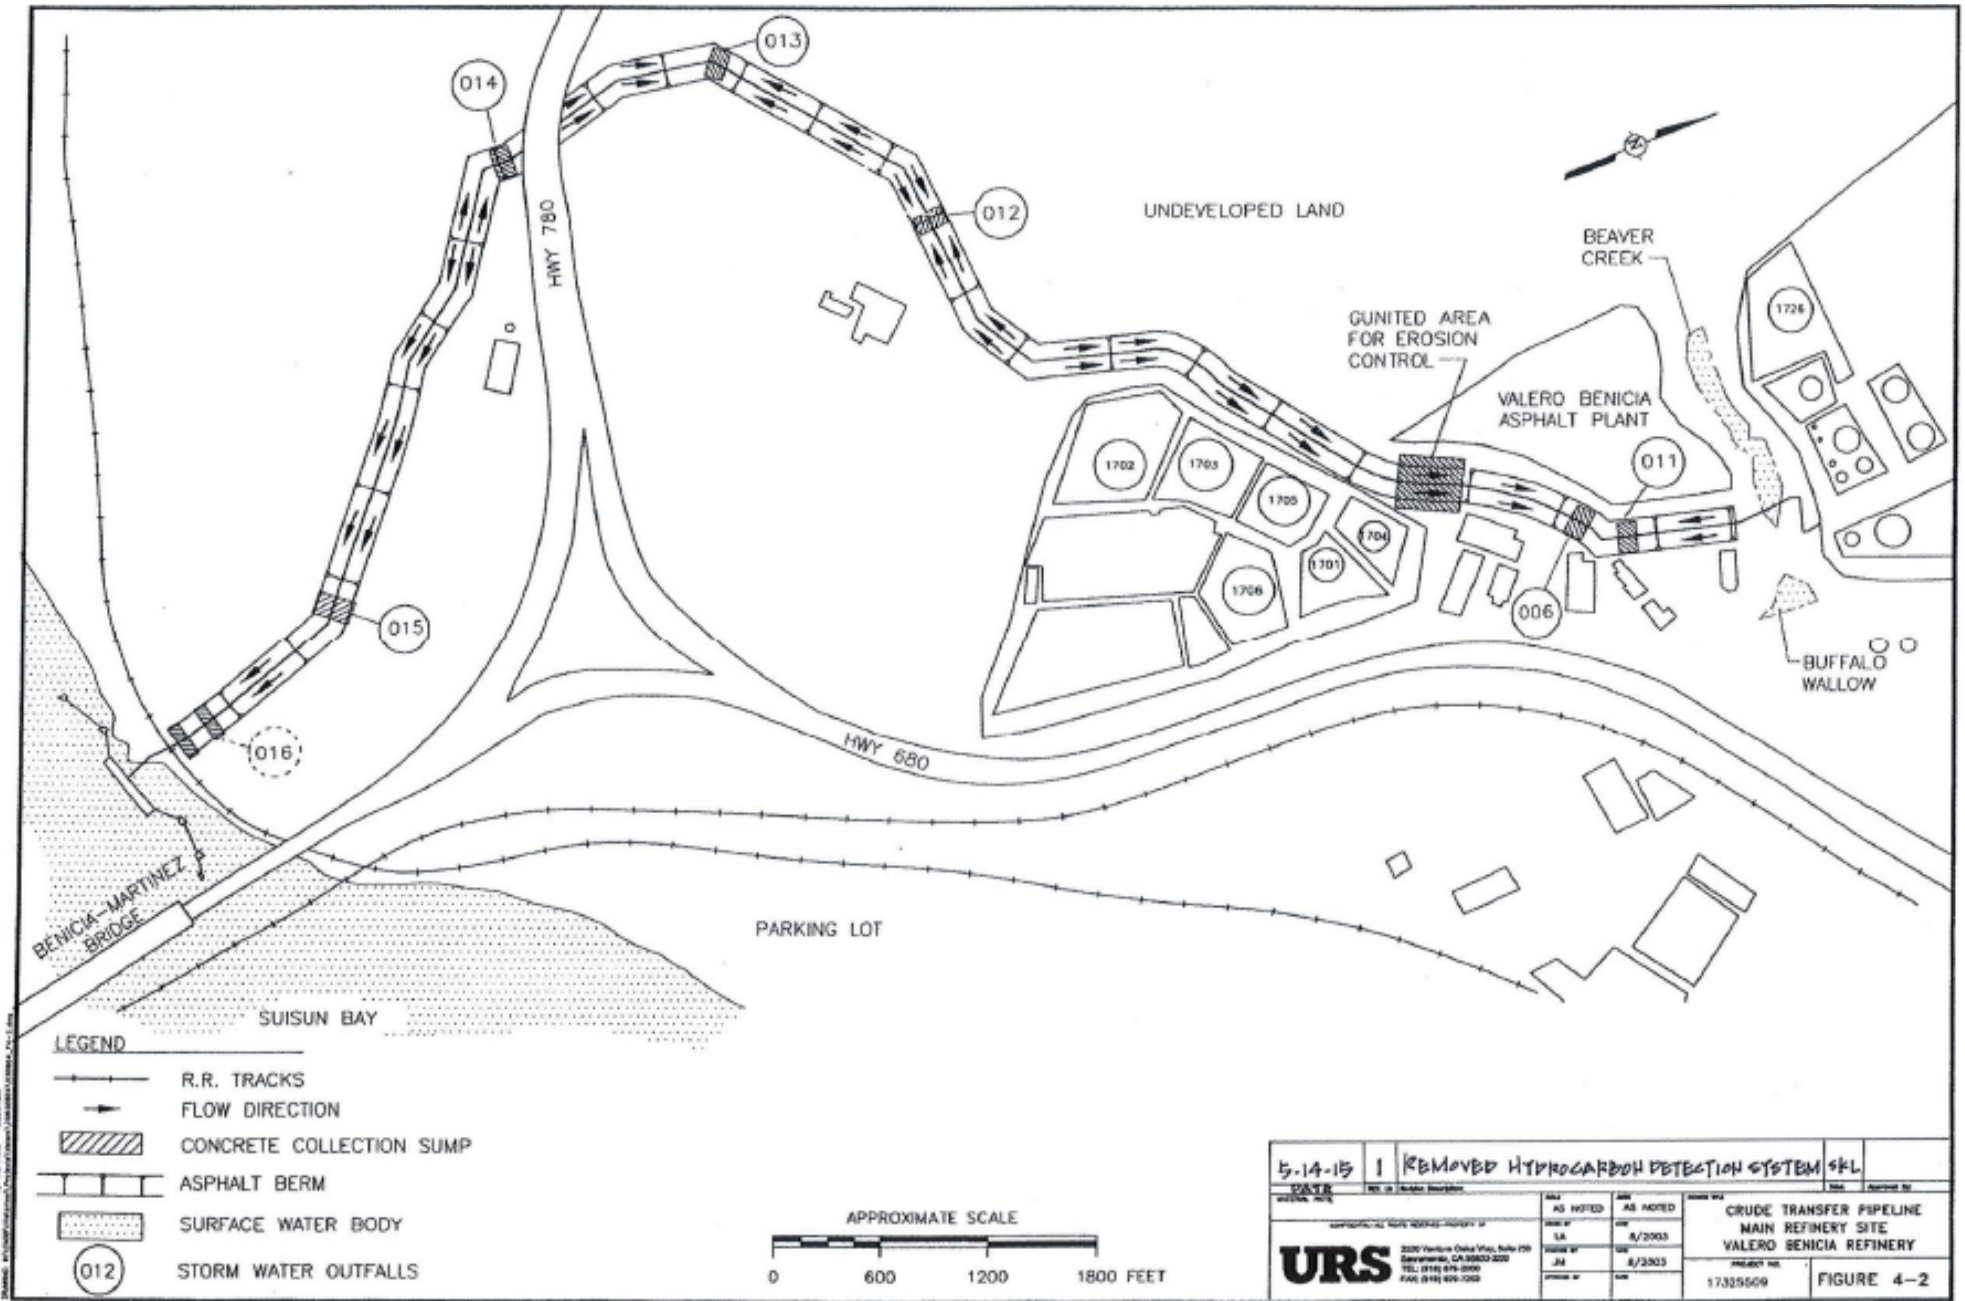 013
014
HWY 780
012
UNDEVELOPED LAND
N
BEAVER
CREEK
1726
GUNITED AREA
FOR EROSION
CONTROL
VALERO BENICIA
ASPHALT PLANT
011
1702
1703
1705
1704
1701
1706
006
BUFFALO
WALLOW
015
016
HWY 680
BENICIA-MARTINEZ
BRIDGE
PARKING LOT
SUISUN BAY
LEGEND
R.R. TRACKS
FLOW DIRECTION
CONCRETE COLLECTION SUMP
ASPHALT BERM
SURFACE WATER BODY
012 STORM WATER OUTFALLS
APPROXIMATE SCALE
0 600 1200 1800 FEET
5-14-15 1 REMOVED HYDROCARBON DETECTION SYSTEM SKL
DATE
AS NOTED AS NOTED
LA 8/2003
JM 8/2003
URS
CRUDE TRANSFER PIPELINE
MAIN REFINERY SITE
VALERO BENICIA REFINERY
PROJECT NO.
17325509
FIGURE 4-2